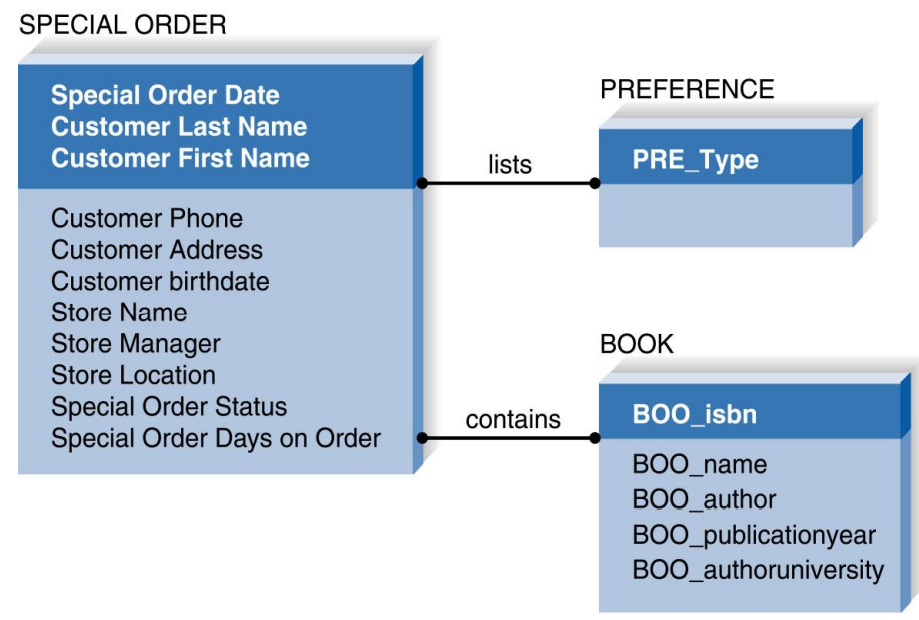 SPECIAL ORDER
Special Order Date
Customer Last Name
Customer First Name
Customer Phone
Customer Address
Customer birthdate
Store Name
Store Manager
Store Location
Special Order Status
Special Order Days on Order
lists
PREFERENCE
PRE_Type
contains
BOOK
BOO_isbn
BOO_name
BOO_author
BOO_publicationyear
BOO_authoruniversity